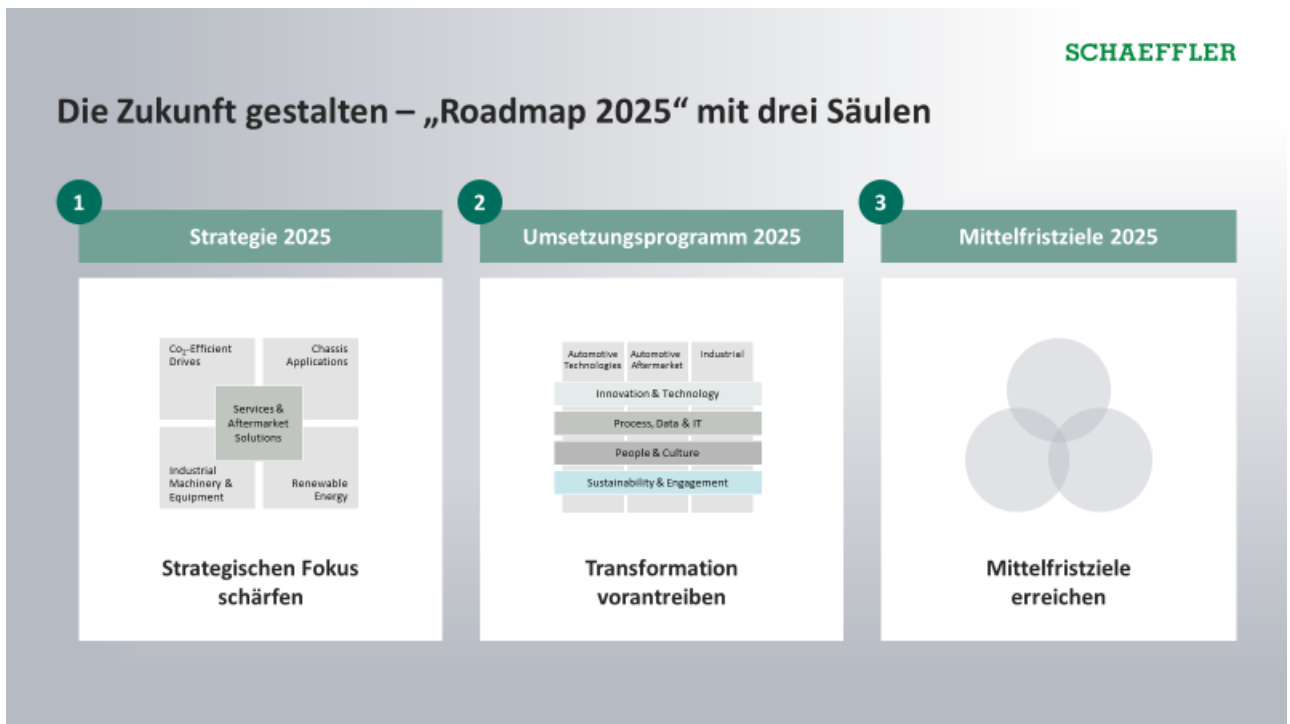 SCHAEFFLER
Die Zukunft gestalten – „Roadmap 2025“ mit drei Säulen
1
Strategie 2025
Co₂-Efficient
Drives
Chassis
Applications
Services &
Aftermarket
Solutions
Industrial
Machinery &
Equipment
Renewable
Energy
Strategischen Fokus
schärfen
2
Umsetzungsprogramm 2025
Automotive
Technologies
Automotive
Aftermarket
Industrial
Innovation & Technology
Process, Data & IT
People & Culture
Sustainability & Engagement
Transformation
vorantreiben
3
Mittelfristziele 2025
Mittelfristziele
erreichen